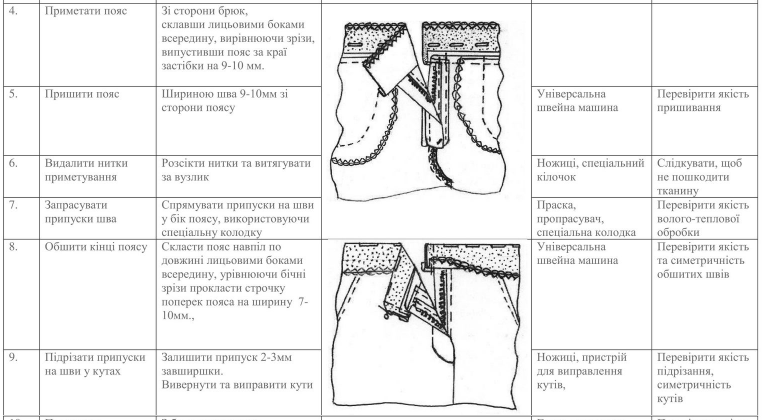 4. Приметати пояс
Зі сторони брюк,
склавши лицьовими боками
всередину, вирівнюючи зрізи,
випустивши пояс за краї
застібки на 9-10 мм.
5. Пришити пояс
Шириною шва 9-10мм зі
сторони поясу
Універсальна
швейна машина
Перевірити якість
пришивання
6. Видалити нитки
приметування
Розсікти нитки та витягувати
за вузлик
Ножиці, спеціальний
кілочок
Слідкувати, щоб
не пошкодити
тканину
7. Запрасувати
припуски шва
Спрямувати припуски на шви
у бік поясу, використовуючи
спеціальну колодку
Праска,
пропрасувач,
спеціальна колодка
Перевірити якість
волого-теплової
обробки
8. Обшити кінці поясу
Скласти пояс навпіл по
довжині лицьовими боками
всередину, урівнюючи бічні
зрізи прокласти строчку
поперек пояса на ширину 7-
10мм.,
Універсальна
швейна машина
Перевірити якість
та симетричність
обшитих швів
9. Підрізати припуски
на шви у кутах
Залишити припуск 2-3мм
завширшки.
Вивернути та виправити кути
Ножиці, пристрій
для виправлення
кутів,
Перевірити якість
підрізання,
симетричність
кутів